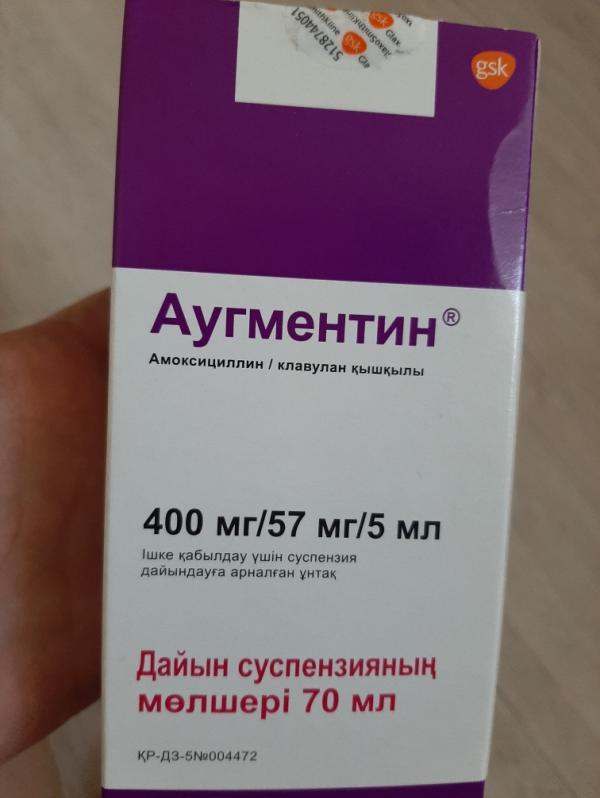 5128744051
gsk
Аугментин®
Амоксициллин / клавулан қышқылы
400 мг/57 мг/5 мл
Ішке қабылдау үшін суспензия
дайындауға арналған ұнтақ
Дайын суспензияның
мөлшері 70 мл
ҚР-ДЗ-5№004472